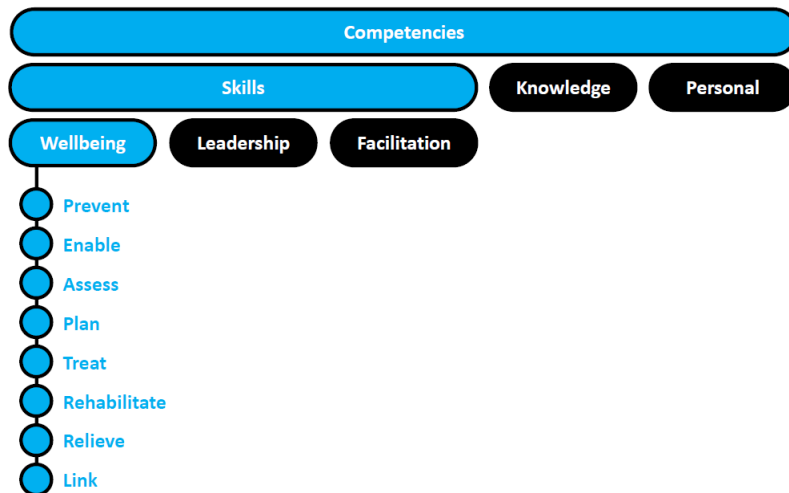 Competencies
Skills Knowledge Personal
Wellbeing Leadership Facilitation
Prevent
Enable
Assess
Plan
Treat
Rehabilitate
Relieve
Link